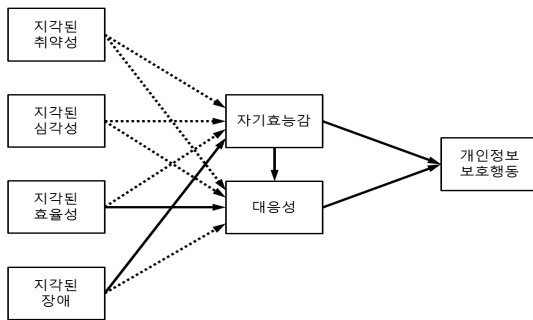 지각된
취약성
지각된
심각성
지각된
효율성
지각된
장애
자기효능감
대응성
개인정보
보호행동